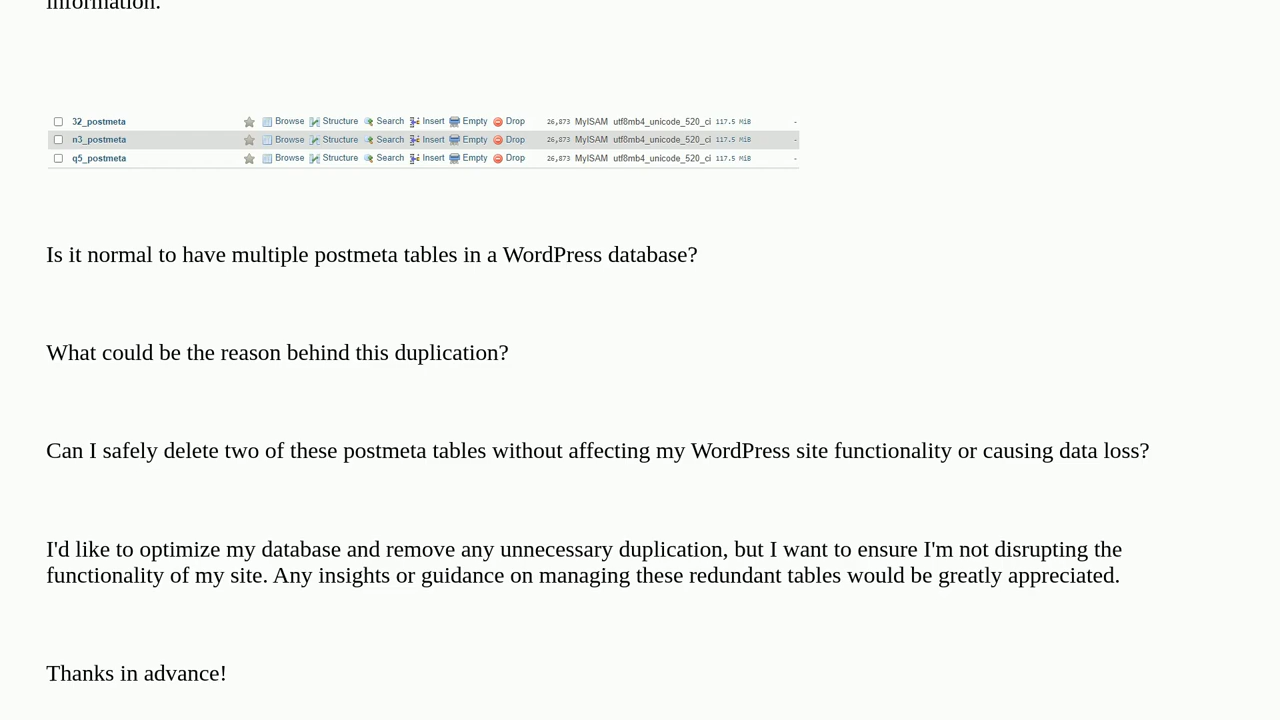 information.
32_postmeta Browse Structure Search Insert Empty Drop 26,873 MyISAM utf8mb4_unicode_520_ci 117.5 MiB -
n3_postmeta Browse Structure Search Insert Empty Drop 26,873 MyISAM utf8mb4_unicode_520_ci 117.5 MiB -
q5_postmeta Browse Structure Search Insert Empty Drop 26,873 MyISAM utf8mb4_unicode_520_ci 117.5 MiB -
Is it normal to have multiple postmeta tables in a WordPress database?
What could be the reason behind this duplication?
Can I safely delete two of these postmeta tables without affecting my WordPress site functionality or causing data loss?
I'd like to optimize my database and remove any unnecessary duplication, but I want to ensure I'm not disrupting the
functionality of my site. Any insights or guidance on managing these redundant tables would be greatly appreciated.
Thanks in advance!